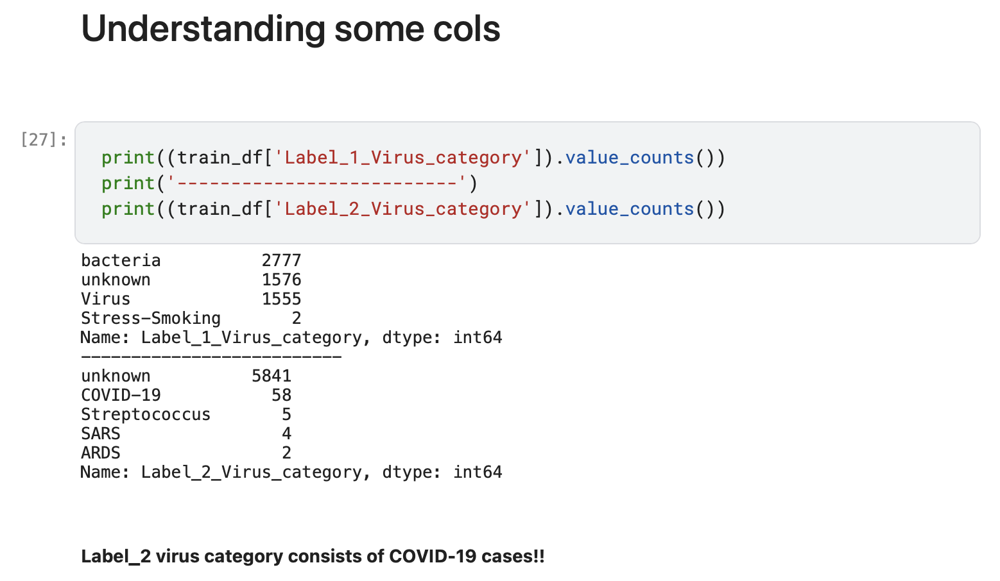 Understanding some cols
[27]:
print((train_df['Label_1_Virus_category']).value_counts())
print('--------------------------')
print((train_df['Label_2_Virus_category']).value_counts())
bacteria          2777
unknown           1576
Virus             1555
Stress-Smoking       2
Name: Label_1_Virus_category, dtype: int64
--------------------------
unknown          5841
COVID-19           58
Streptococcus       5
SARS                4
ARDS                2
Name: Label_2_Virus_category, dtype: int64
Label_2 virus category consists of COVID-19 cases!!